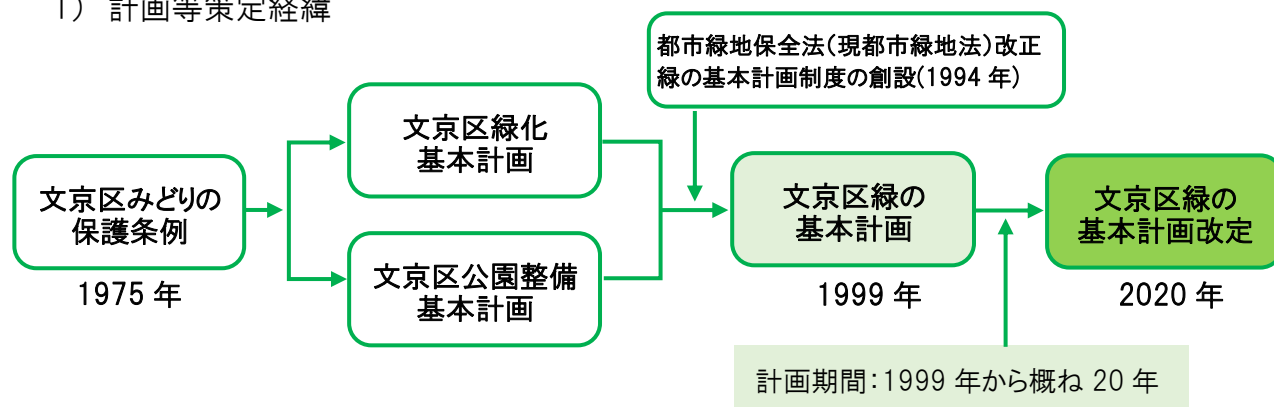 1) 計画等策定経緯
都市緑地保全法(現都市緑地法)改正
緑の基本計画制度の創設(1994 年)
文京区緑化
基本計画
文京区みどりの
保護条例
1975 年
文京区公園整備
基本計画
文京区緑の
基本計画
1999 年
文京区緑の
基本計画改定
2020 年
計画期間:1999 年から概ね 20 年